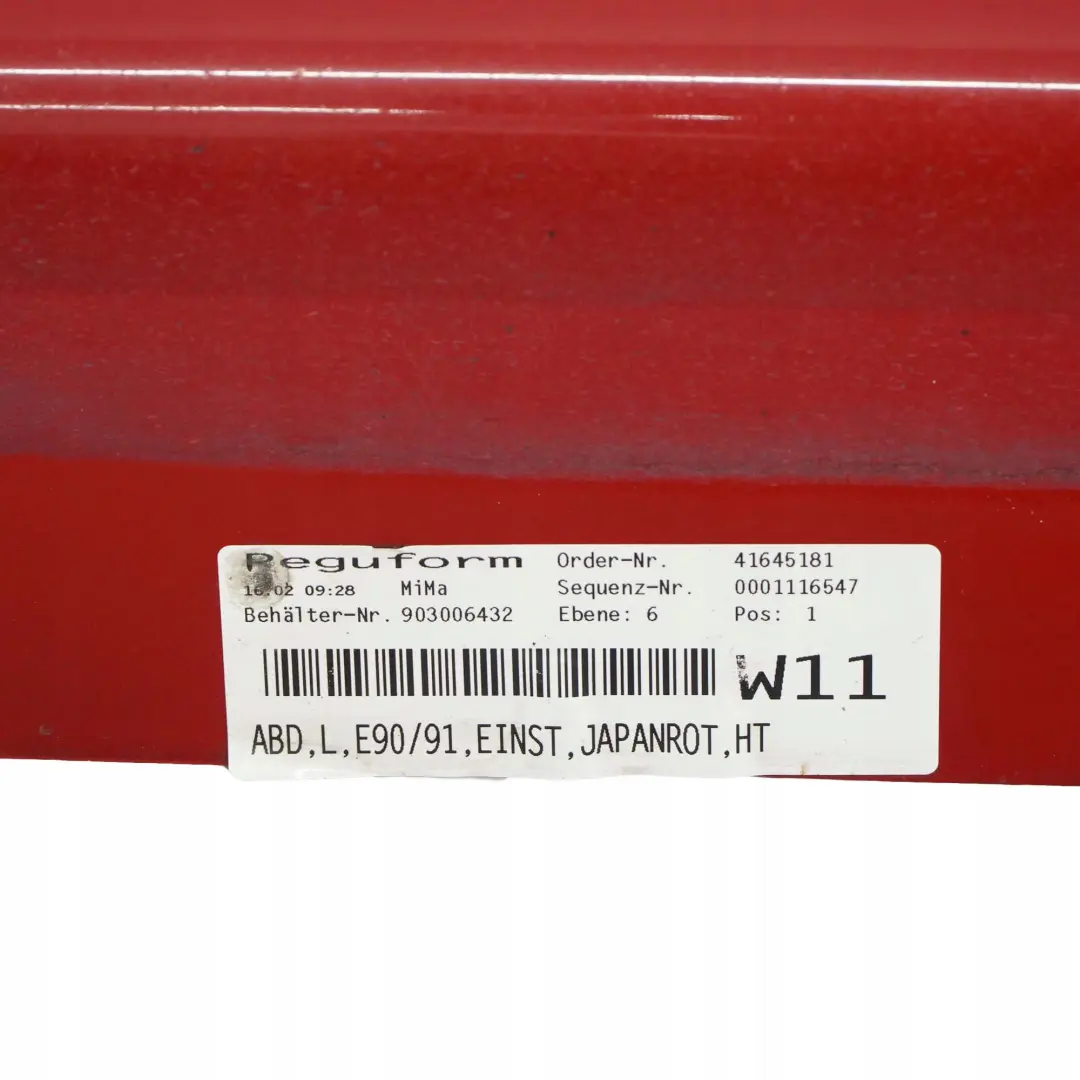 Peguform Order-Nr. 41645181
16.02 09:28 MiMa Sequenz-Nr. 0001116547
Behälter-Nr. 903006432 Ebene: 6 Pos: 1
W11
ABD,L,E90/91,EINST,JAPANROT,HT